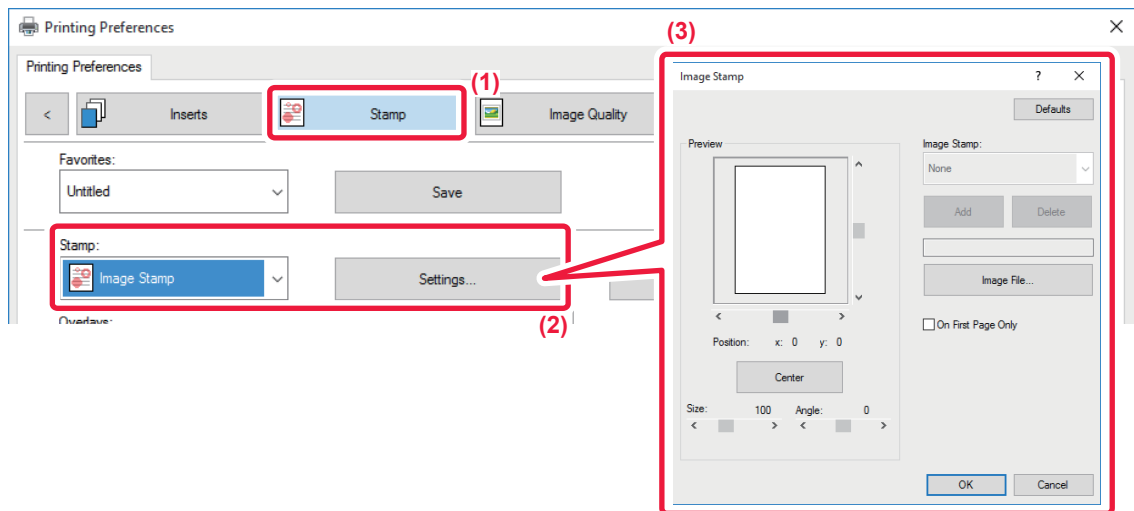 Printing Preferences
Printing Preferences
(1)
<
Inserts
Stamp
Image Quality
Favorites:
Untitled
Save
Stamp:
Image Stamp
Settings...
(2)
Overlays:
(3)
Image Stamp
?
Defaults
Preview
Image Stamp:
None
Add
Delete
Image File...
On First Page Only
Position: x: 0 y: 0
Center
Size: 100 Angle: 0
OK
Cancel